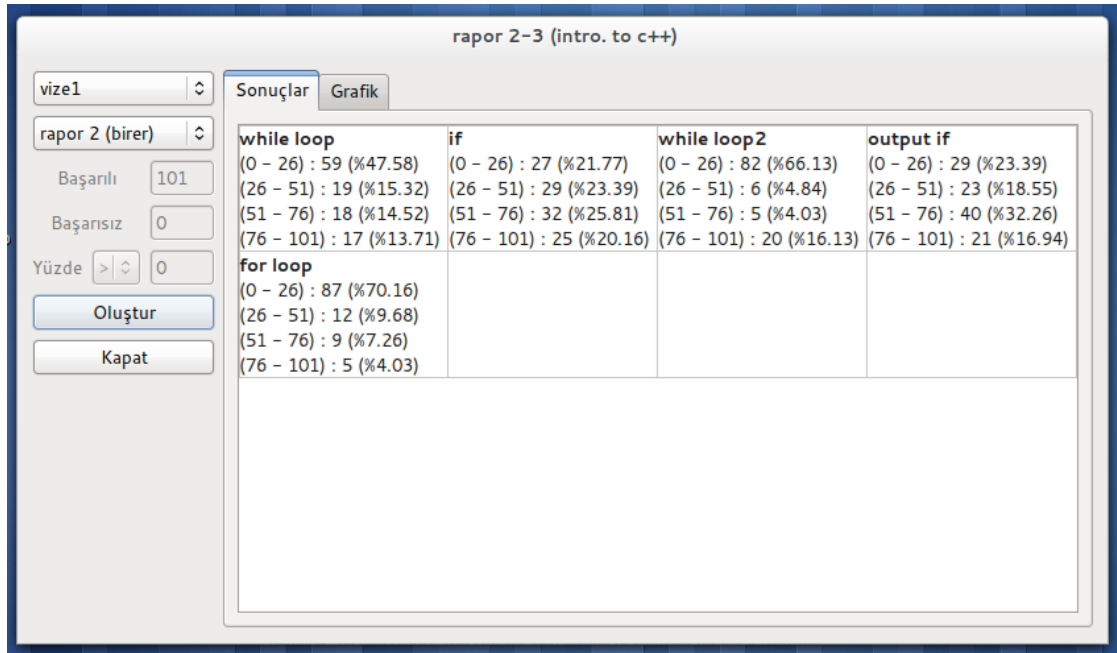 rapor 2-3 (intro. to c++)
vize1
rapor 2 (birer)
Başarılı 101
Başarısız 0
Yüzde > 0
Oluştur
Kapat
Sonuçlar Grafik
while loop
(0 - 26) : 59 (%47.58)
(26 - 51) : 19 (%15.32)
(51 - 76) : 18 (%14.52)
(76 - 101) : 17 (%13.71)
if
(0 - 26) : 27 (%21.77)
(26 - 51) : 29 (%23.39)
(51 - 76) : 32 (%25.81)
(76 - 101) : 25 (%20.16)
while loop2
(0 - 26) : 82 (%66.13)
(26 - 51) : 6 (%4.84)
(51 - 76) : 5 (%4.03)
(76 - 101) : 20 (%16.13)
output if
(0 - 26) : 29 (%23.39)
(26 - 51) : 23 (%18.55)
(51 - 76) : 40 (%32.26)
(76 - 101) : 21 (%16.94)
for loop
(0 - 26) : 87 (%70.16)
(26 - 51) : 12 (%9.68)
(51 - 76) : 9 (%7.26)
(76 - 101) : 5 (%4.03)